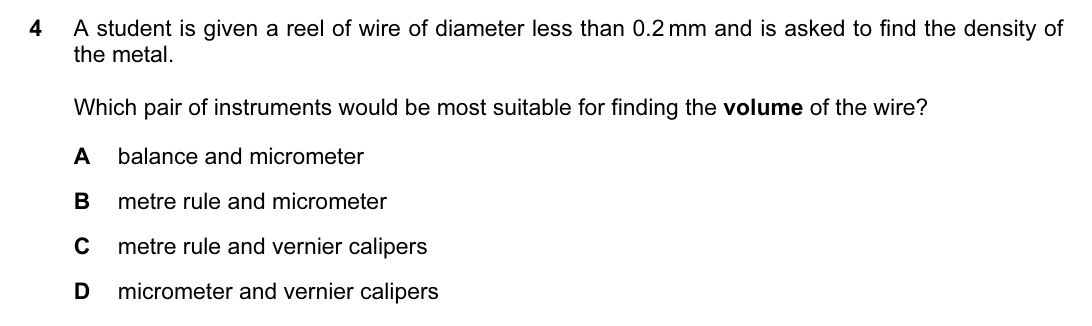 4 A student is given a reel of wire of diameter less than 0.2 mm and is asked to find the density of
the metal.
Which pair of instruments would be most suitable for finding the volume of the wire?
A balance and micrometer
B metre rule and micrometer
C metre rule and vernier calipers
D micrometer and vernier calipers